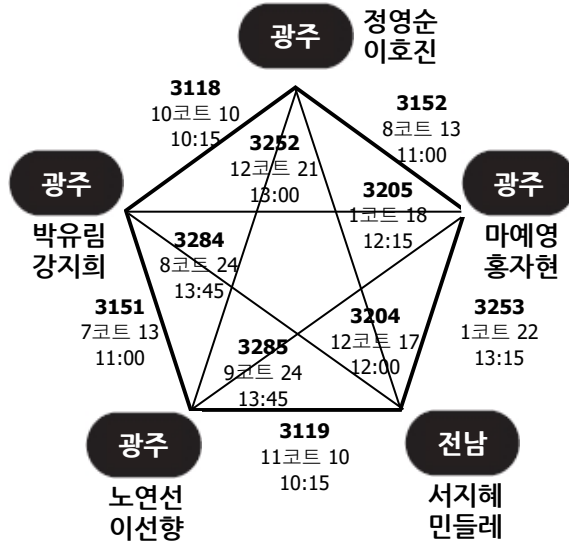 광주
정영순
이호진
3118
10코트 10
10:15
3152
8코트 13
11:00
3252
12코트 21
13:00
광주
박유림
강지희
3205
1코트 18
12:15
광주
마예영
홍자현
3284
8코트 24
13:45
3151
7코트 13
11:00
3253
1코트 22
13:15
3204
12코트 17
12:00
3285
9코트 24
13:45
광주
노연선
이선향
3119
11코트 10
10:15
전남
서지혜
민들레